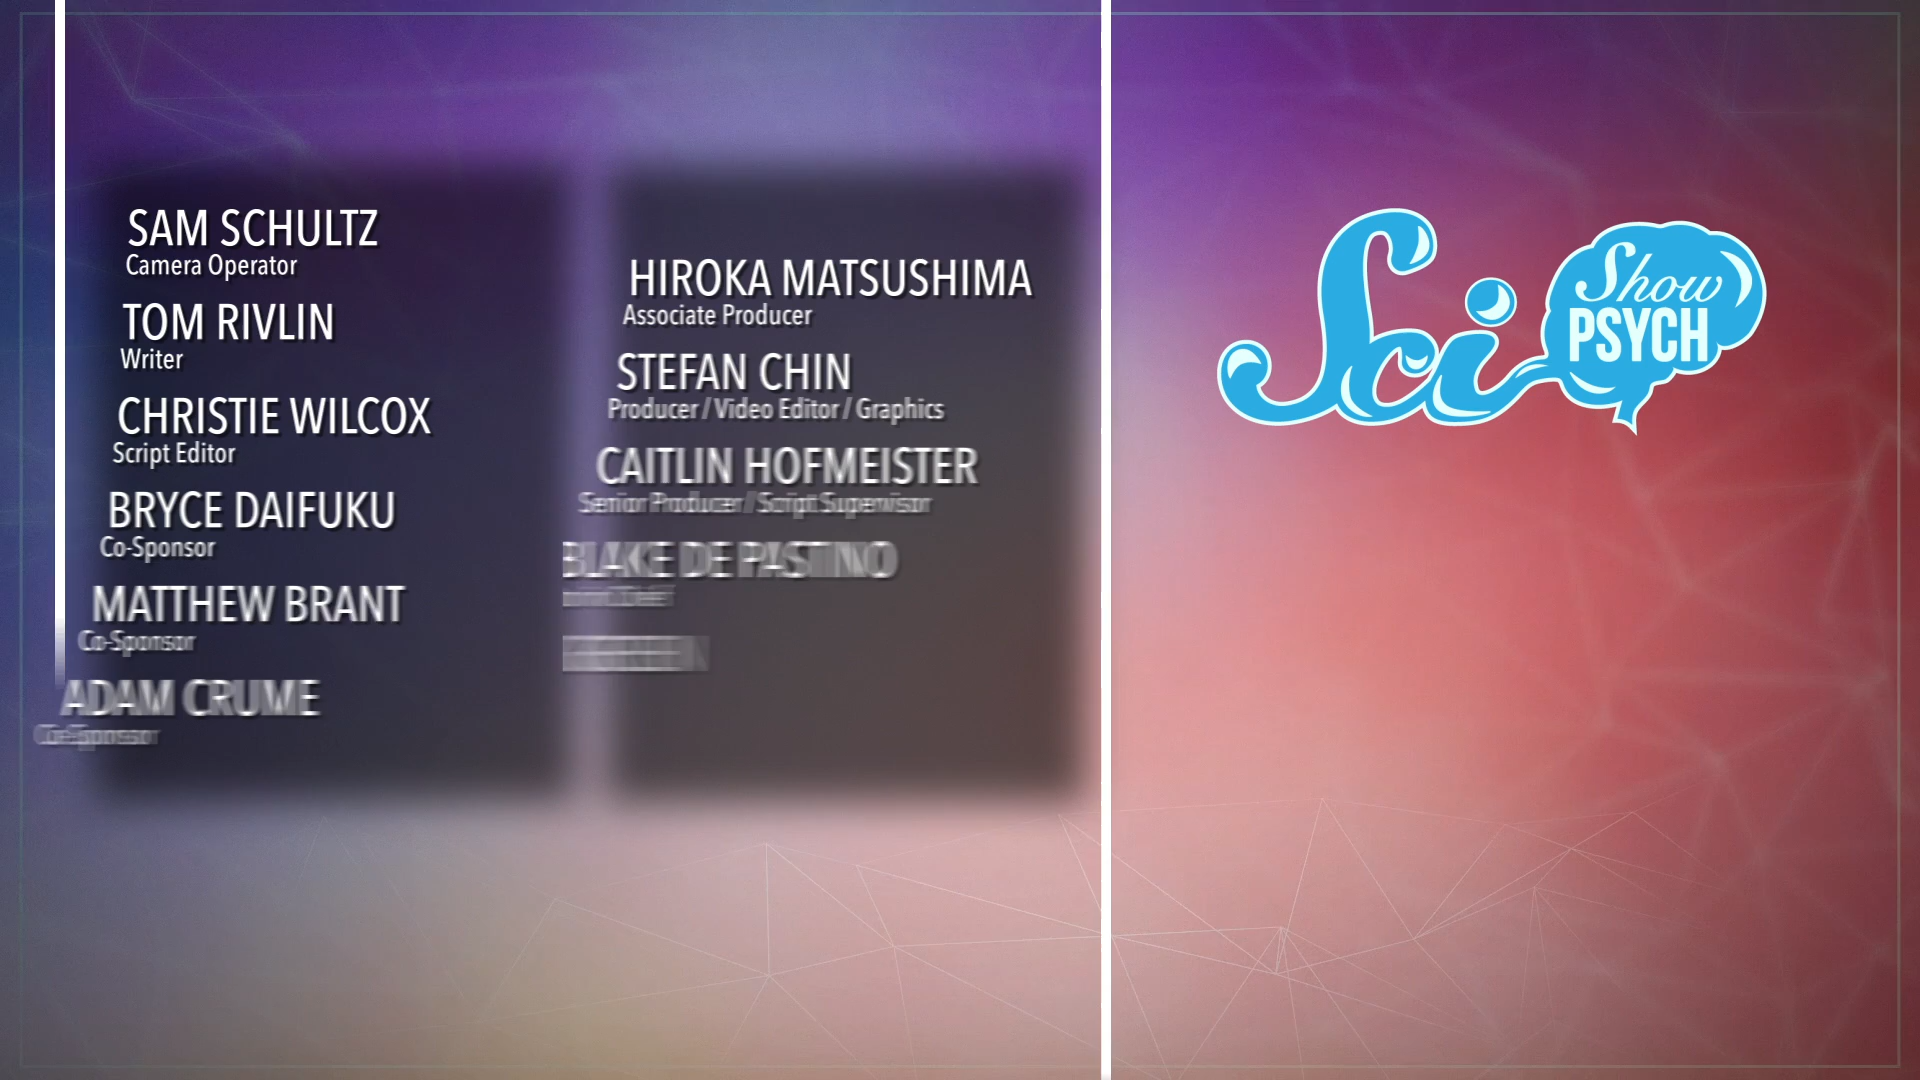 SAM SCHULTZ
Camera Operator
TOM RIVLIN
Writer
CHRISTIE WILCOX
Script Editor
BRYCE DAIFUKU
Co-Sponsor
MATTHEW BRANT
Co-Sponsor
ADAM CRUME
Co-Sponsor
HIROKA MATSUSHIMA
Associate Producer
STEFAN CHIN
Producer / Video Editor / Graphics
CAITLIN HOFMEISTER
Senior Producer / Script Supervisor
BLAKE DE PASTINO
Sci Show
PSYCH